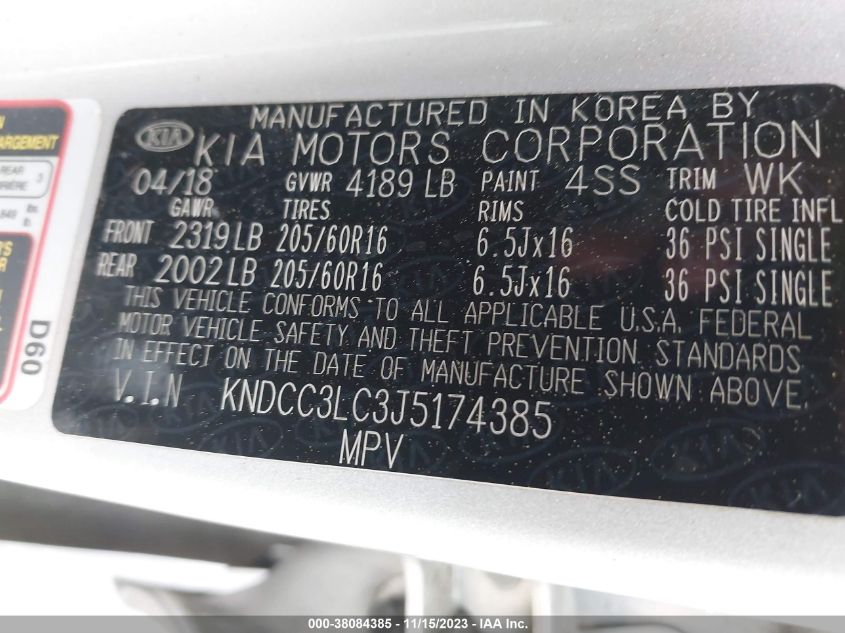 MANUFACTURED IN KOREA BY
KIA KIA MOTORS CORPORATION
04/18 GVWR 4189 LB PAINT 4SS TRIM WK
GAWR TIRES RIMS COLD TIRE INFL
FRONT 2319 LB 205/60R16 6.5Jx16 36 PSI SINGLE
REAR 2002 LB 205/60R16 6.5Jx16 36 PSI SINGLE
THIS VEHICLE CONFORMS TO ALL APPLICABLE U.S.A. FEDERAL
MOTOR VEHICLE SAFETY AND THEFT PREVENTION STANDARDS
IN EFFECT ON THE DATE OF MANUFACTURE SHOWN ABOVE.
V.I.N KNDCC3LC3J5174385
MPV
REAR
D60
000-38084385 - 11/15/2023 - IAA Inc.